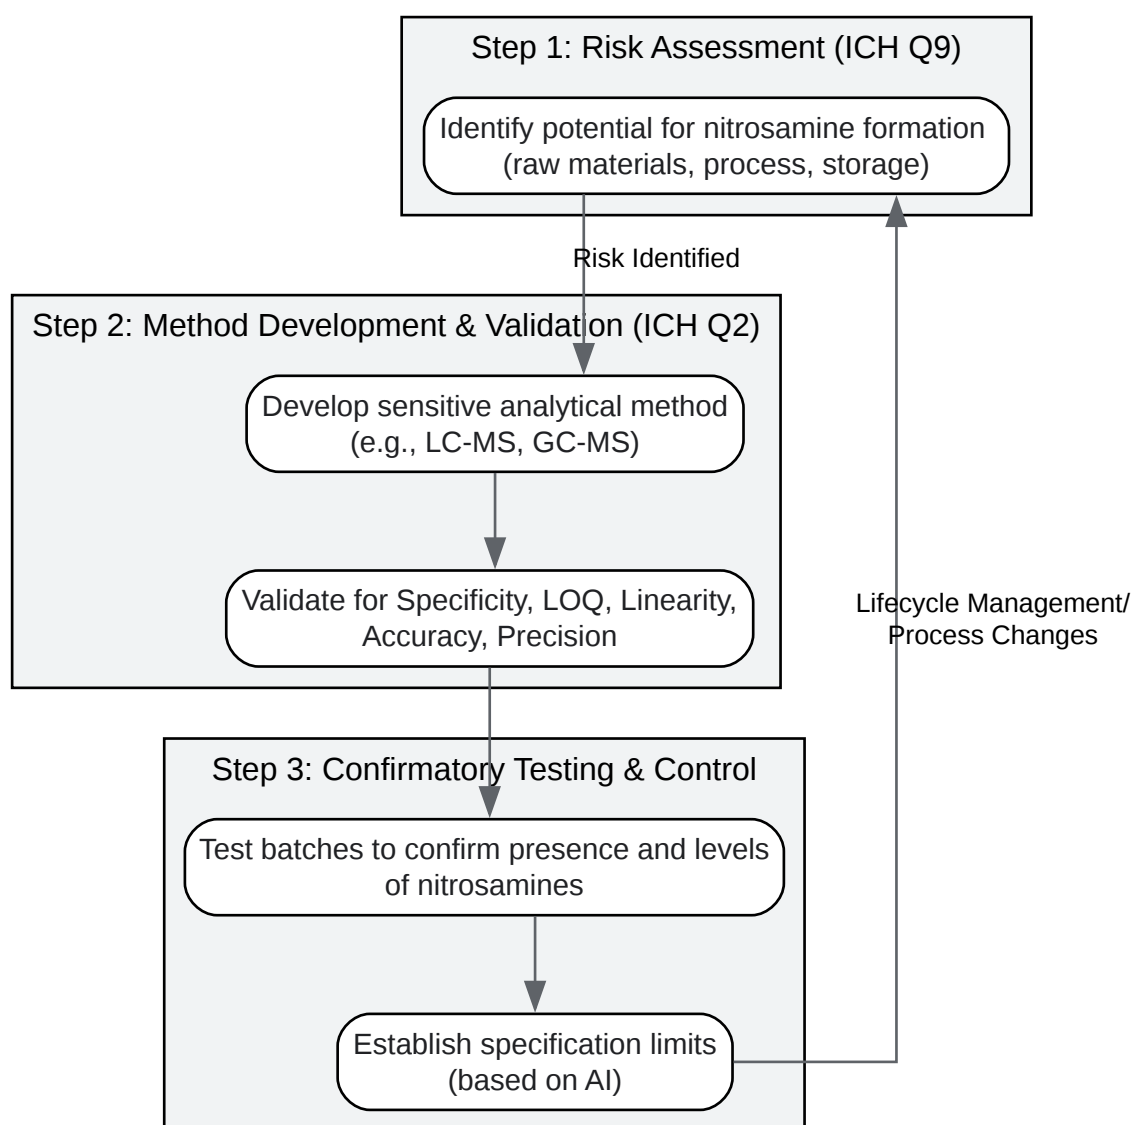 Step 1: Risk Assessment (ICH Q9)
Identify potential for nitrosamine formation
(raw materials, process, storage)
Risk Identified
Step 2: Method Development & Validation (ICH Q2)
Develop sensitive analytical method
(e.g., LC-MS, GC-MS)
Validate for Specificity, LOQ, Linearity,
Accuracy, Precision
Lifecycle Management/
Process Changes
Step 3: Confirmatory Testing & Control
Test batches to confirm presence and levels
of nitrosamines
Establish specification limits
(based on AI)